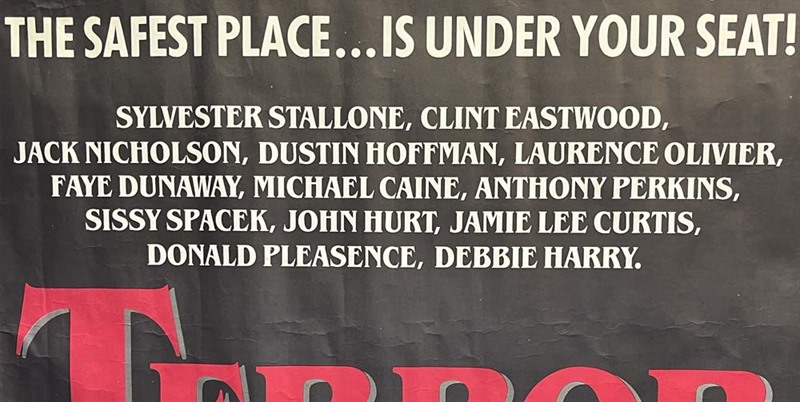 THE SAFEST PLACE...IS UNDER YOUR SEAT!
SYLVESTER STALLONE, CLINT EASTWOOD,
JACK NICHOLSON, DUSTIN HOFFMAN, LAURENCE OLIVIER,
FAYE DUNAWAY, MICHAEL CAINE, ANTHONY PERKINS,
SISSY SPACEK, JOHN HURT, JAMIE LEE CURTIS,
DONALD PLEASENCE, DEBBIE HARRY.
TERROR